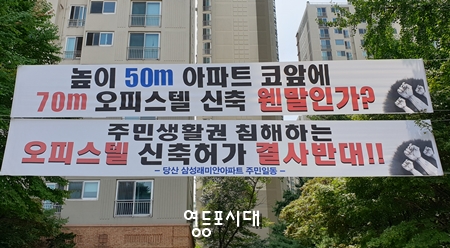 높이 50m 아파트 코앞에
70m 오피스텔 신축 웬말인가?
주민생활권 침해하는
오피스텔 신축허가 결사반대!!
- 당산 삼성래미안아파트 주민일동 -
영등포시대